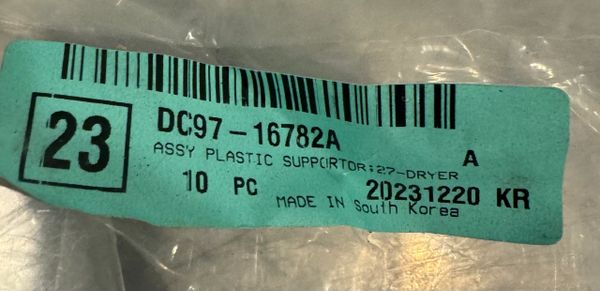 23
DC97-16782A
A
ASSY PLASTIC SUPPORTOR;27-DRYER
10 PC
20231220 KR
MADE IN South Korea